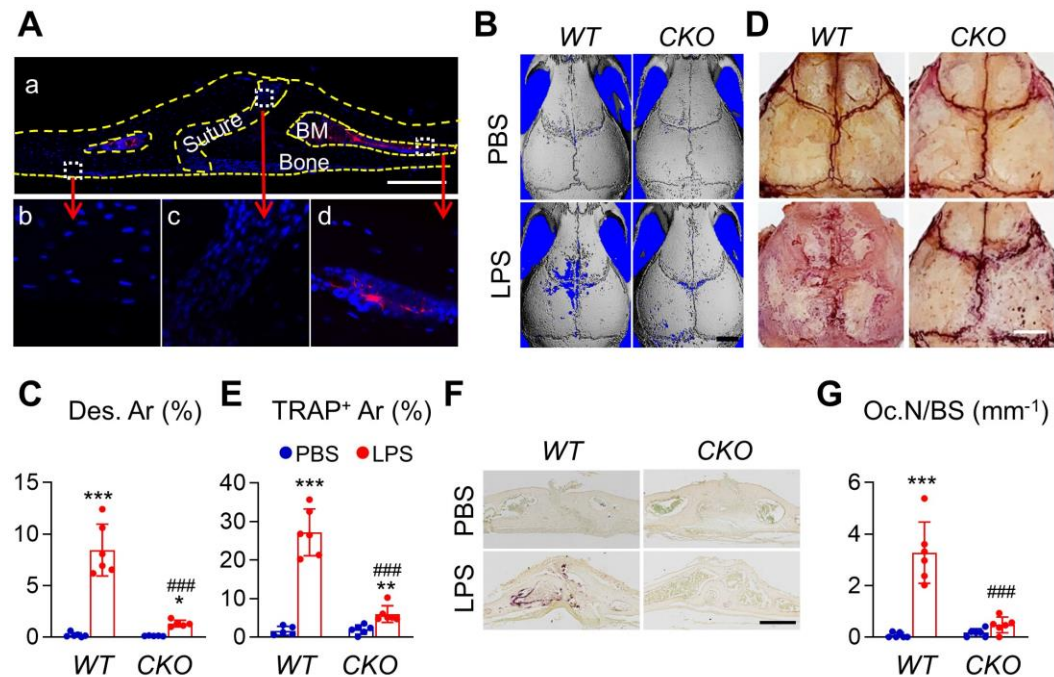 A
a
Suture
BM
Bone
b
c
d
B
WT
CKO
PBS
LPS
D
WT
CKO
C
Des. Ar (%)
15
10
5
0
***
###
*
WT
CKO
E
TRAP⁺ Ar (%)
PBS
LPS
40
30
20
10
0
***
###
**
WT
CKO
F
WT
CKO
PBS
LPS
G
Oc.N/BS (mm⁻¹)
6
4
2
0
***
###
WT
CKO